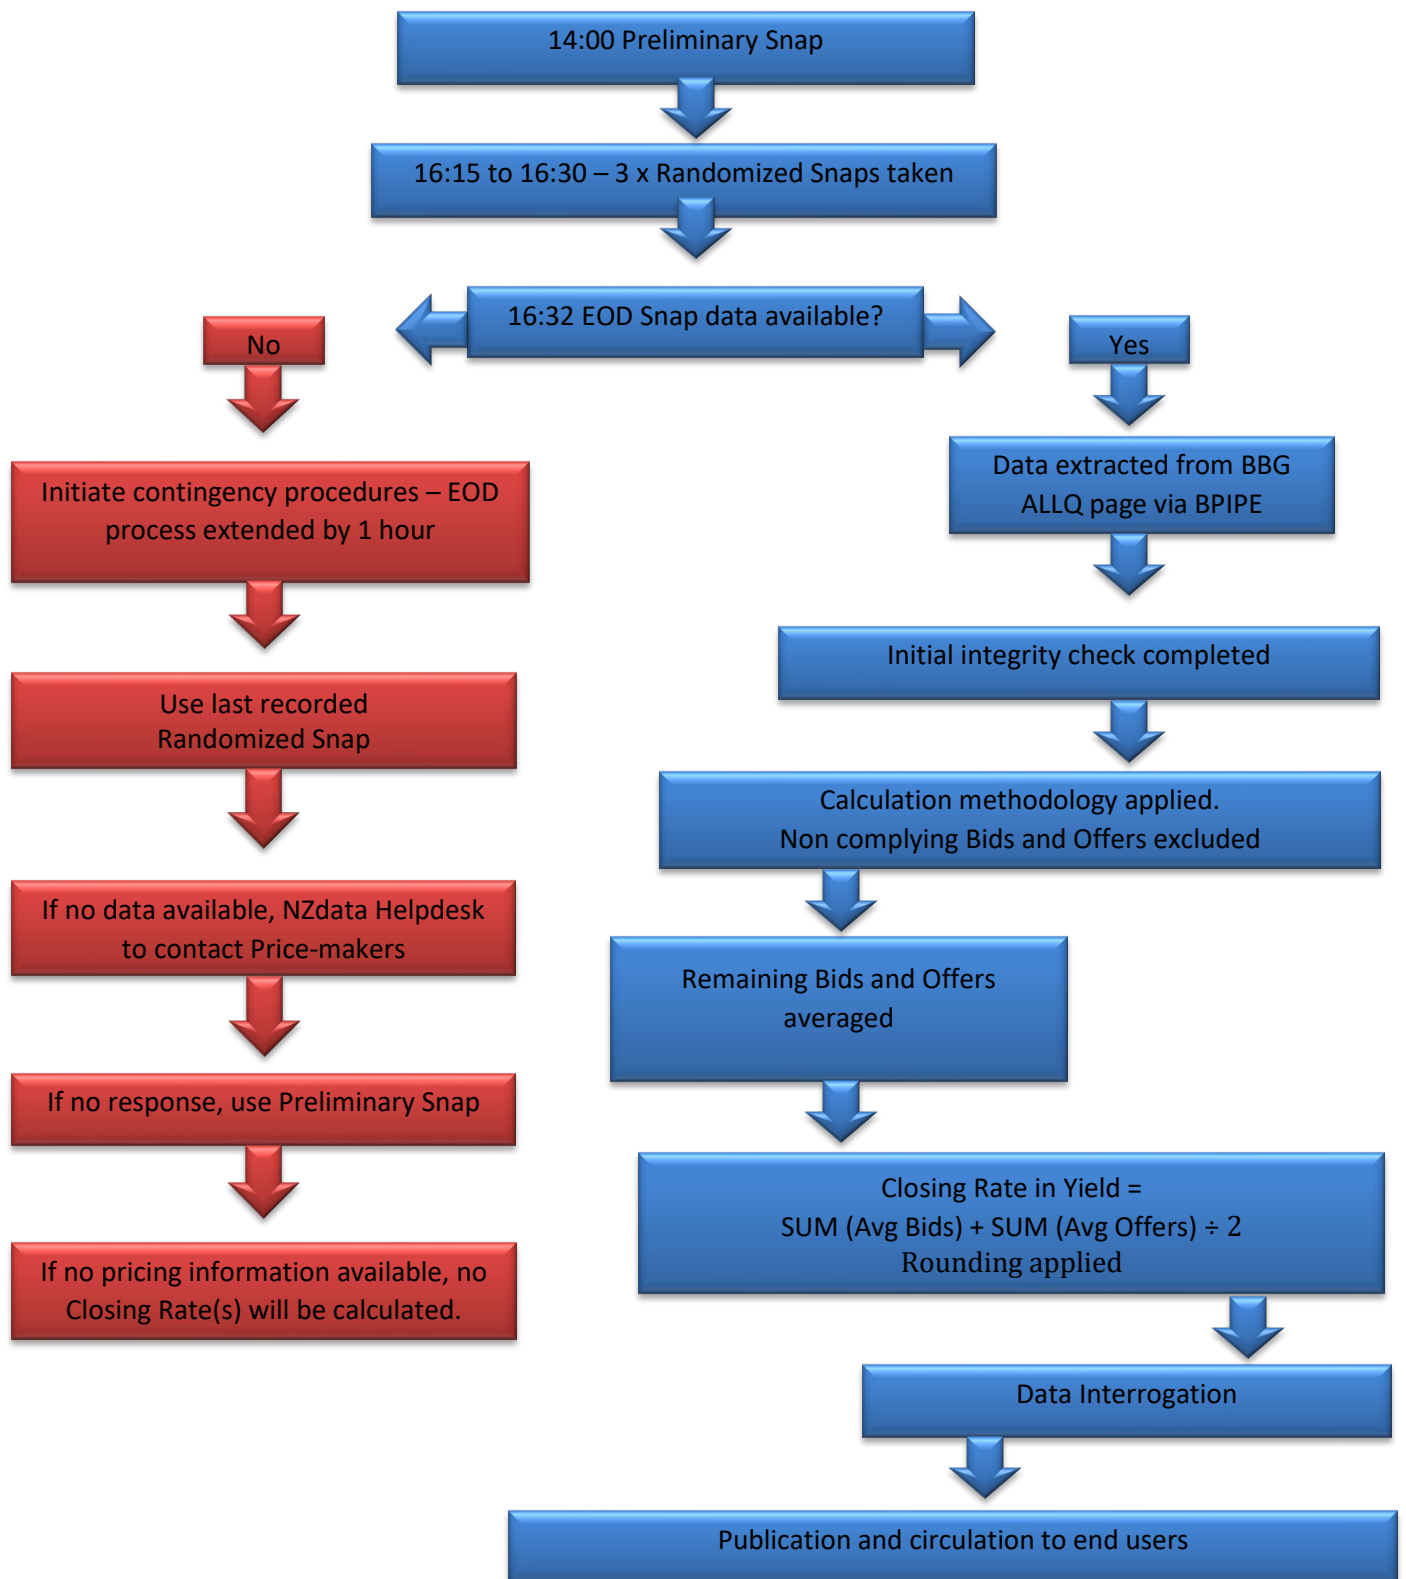 14:00 Preliminary Snap
16:15 to 16:30 – 3 x Randomized Snaps taken
16:32 EOD Snap data available?
No
Initiate contingency procedures – EOD
process extended by 1 hour
Use last recorded
Randomized Snap
If no data available, NZdata Helpdesk
to contact Price-makers
If no response, use Preliminary Snap
If no pricing information available, no
Closing Rate(s) will be calculated.
Yes
Data extracted from BBG
ALLQ page via BPIPE
Initial integrity check completed
Calculation methodology applied.
Non complying Bids and Offers excluded
Remaining Bids and Offers
averaged
Closing Rate in Yield =
SUM (Avg Bids) + SUM (Avg Offers) ÷ 2
Rounding applied
Data Interrogation
Publication and circulation to end users